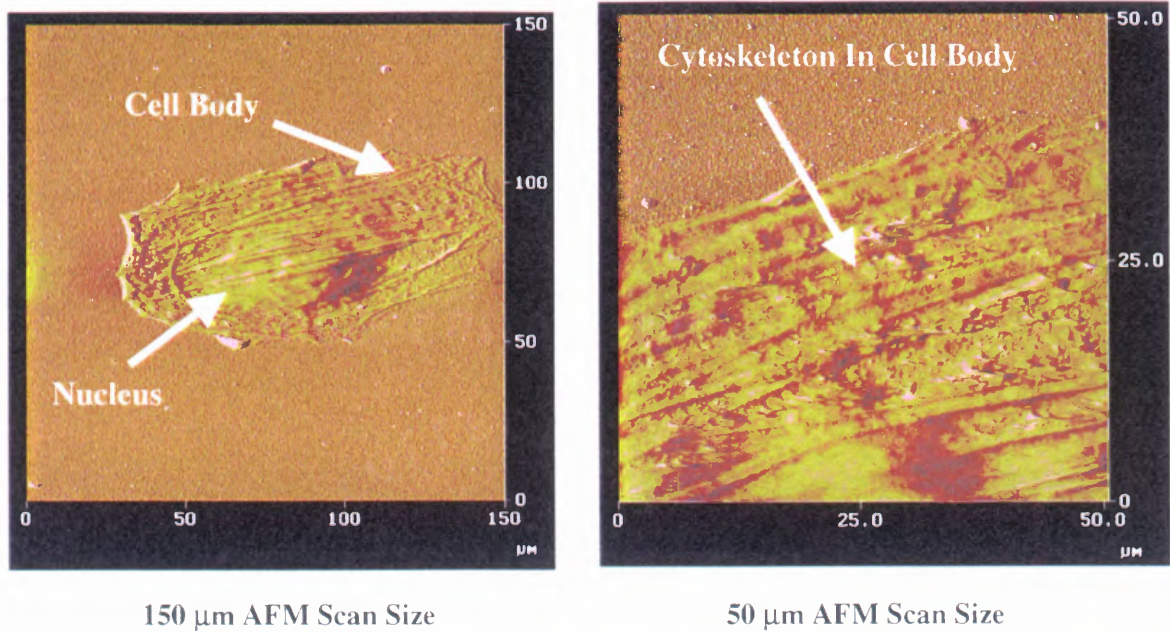 150
Cell Body
100
50
Nucleus
0
0 50 100 150
μM
150 μm AFM Scan Size
50.0
Cytoskeleton In Cell Body
25.0
0
0 25.0 50.0
μM
50 μm AFM Scan Size